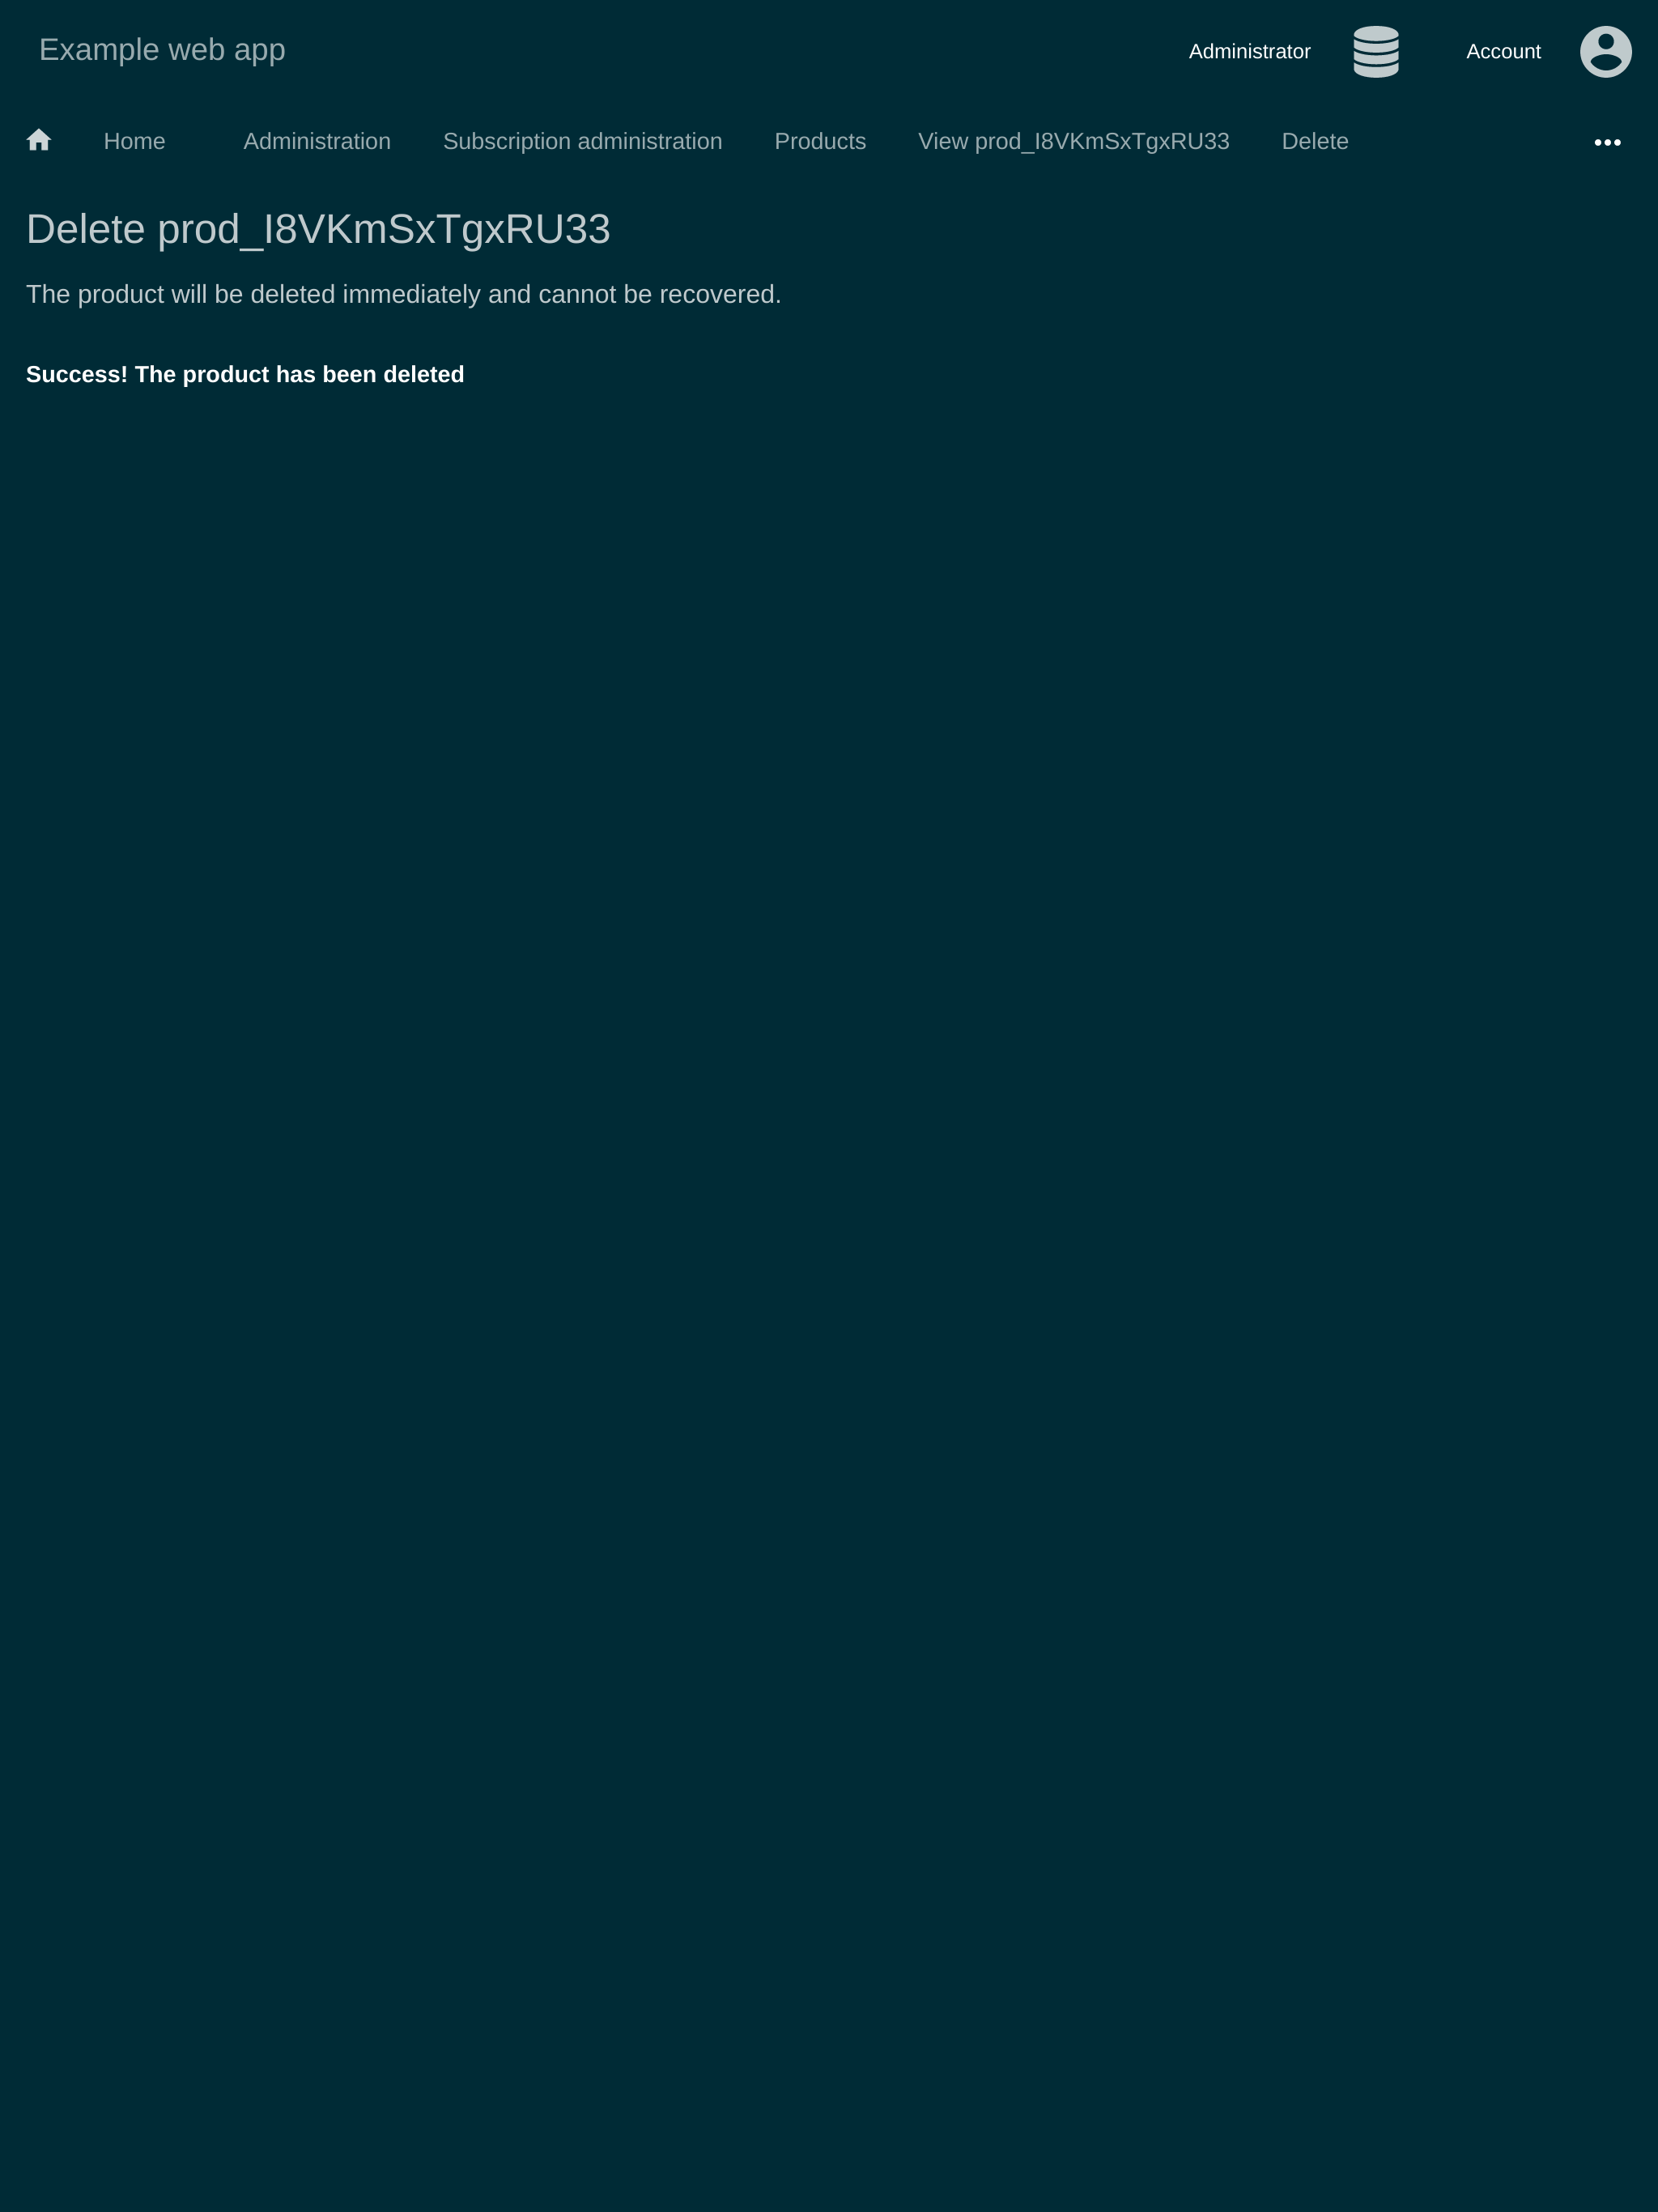 Example web app
Administrator Account
Home Administration Subscription administration Products View prod_I8VKmSxTgxRU33 Delete
Delete prod_I8VKmSxTgxRU33
The product will be deleted immediately and cannot be recovered.
Success! The product has been deleted